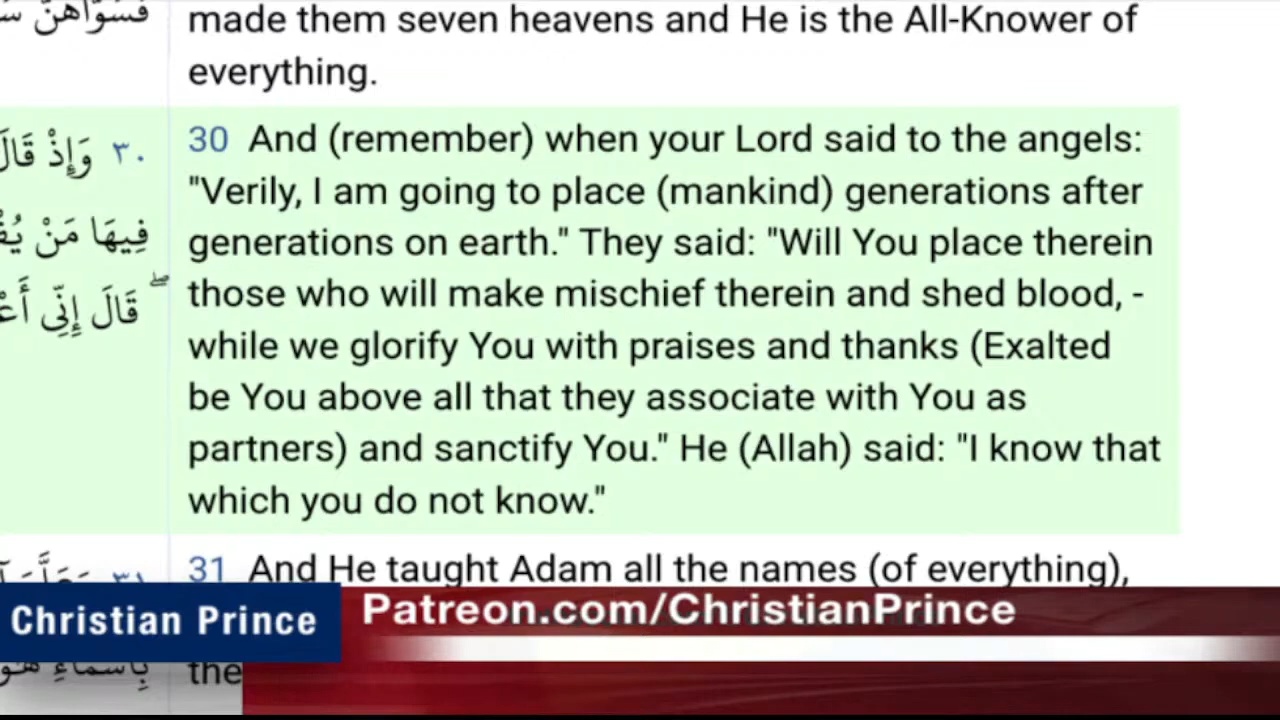 made them seven heavens and He is the All-Knower of
everything.
٣٠ وَإِذْ قَالَ
فِيهَا مَنْ
قَالَ إِنِّي
30 And (remember) when your Lord said to the angels:
"Verily, I am going to place (mankind) generations after
generations on earth." They said: "Will You place therein
those who will make mischief therein and shed blood, -
while we glorify You with praises and thanks (Exalted
be You above all that they associate with You as
partners) and sanctify You." He (Allah) said: "I know that
which you do not know."
31 And He taught Adam all the names (of everything),
the
Christian Prince
Patreon.com/ChristianPrince